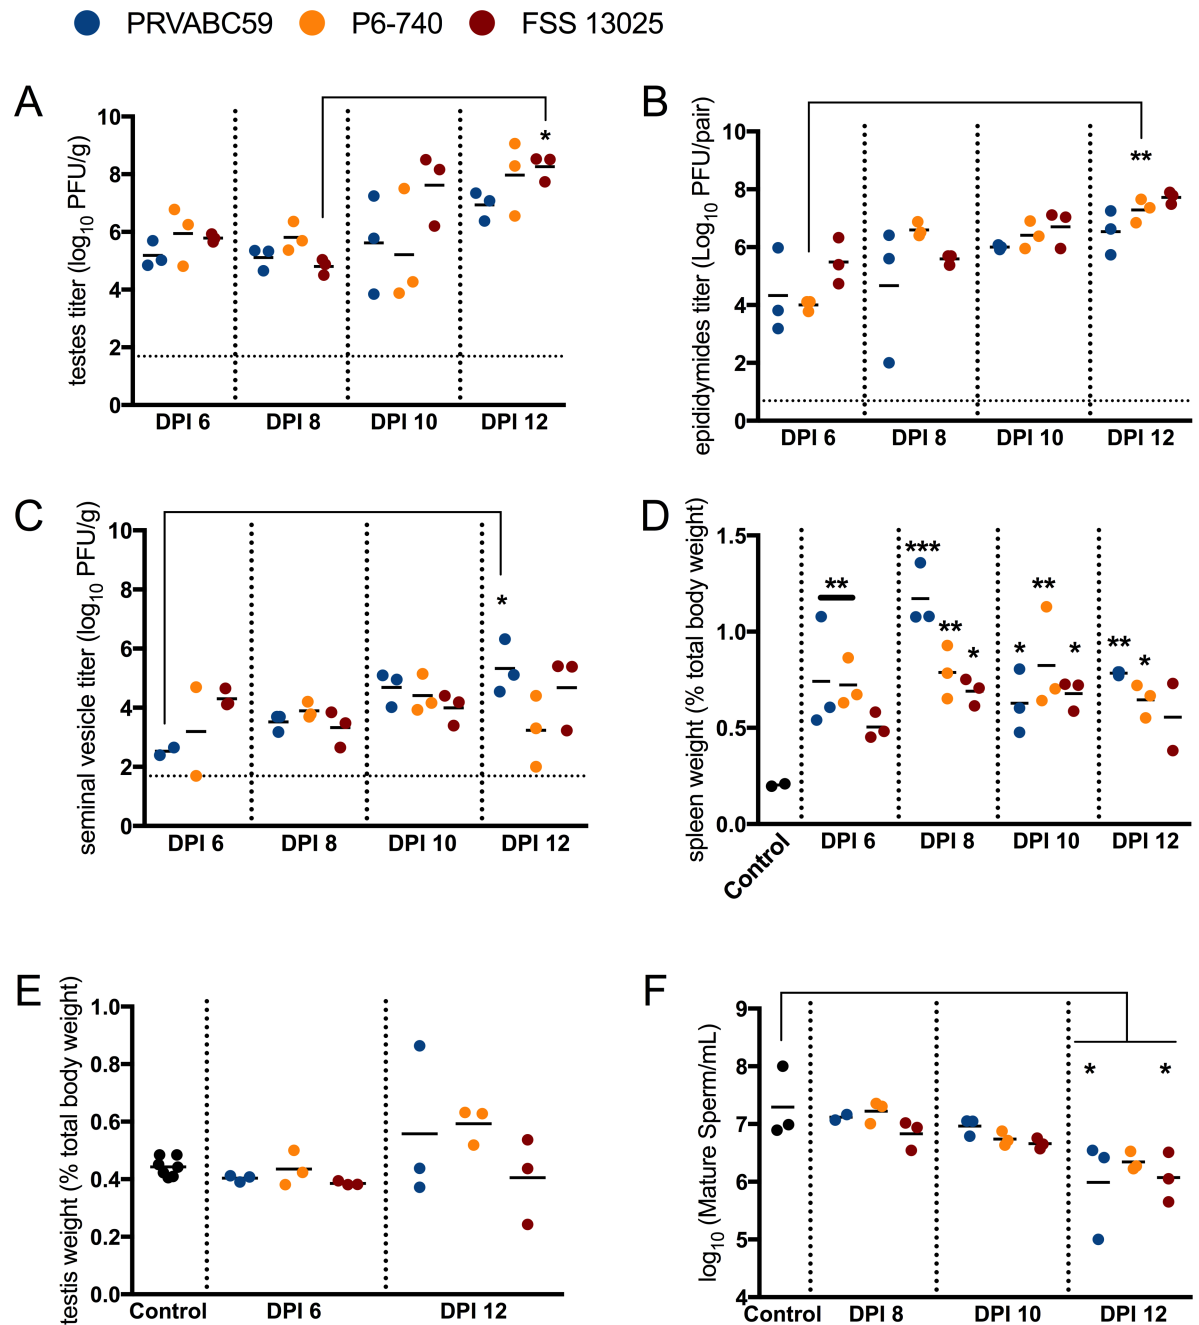 PRVABC59 P6-740 FSS 13025
A
testes titer (log10 PFU/g)
10
8
6
4
2
0
*
DPI 6 DPI 8 DPI 10 DPI 12
B
epididymides titer (Log10 PFU/pair)
10
8
6
4
2
0
**
DPI 6 DPI 8 DPI 10 DPI 12
C
seminal vesicle titer (log10 PFU/g)
10
8
6
4
2
0
*
DPI 6 DPI 8 DPI 10 DPI 12
D
spleen weight (% total body weight)
1.5
1.0
0.5
0.0
** *** ** * * ** * ** *
Control DPI 6 DPI 8 DPI 10 DPI 12
E
testis weight (% total body weight)
1.0
0.8
0.6
0.4
0.2
0.0
Control DPI 6 DPI 12
F
log10 (Mature Sperm/mL)
9
8
7
6
5
4
* *
Control DPI 8 DPI 10 DPI 12